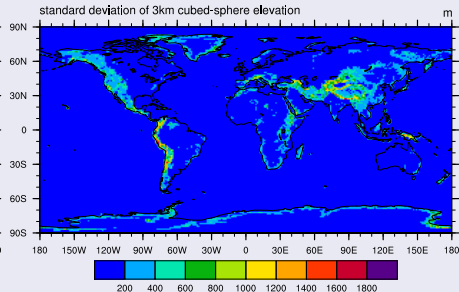 standard deviation of 3km cubed-sphere elevation m
90N
60N
30N
0
30S
60S
90S
180 150W 120W 90W 60W 30W 0 30E 60E 90E 120E 150E 180
200 400 600 800 1000 1200 1400 1600 1800